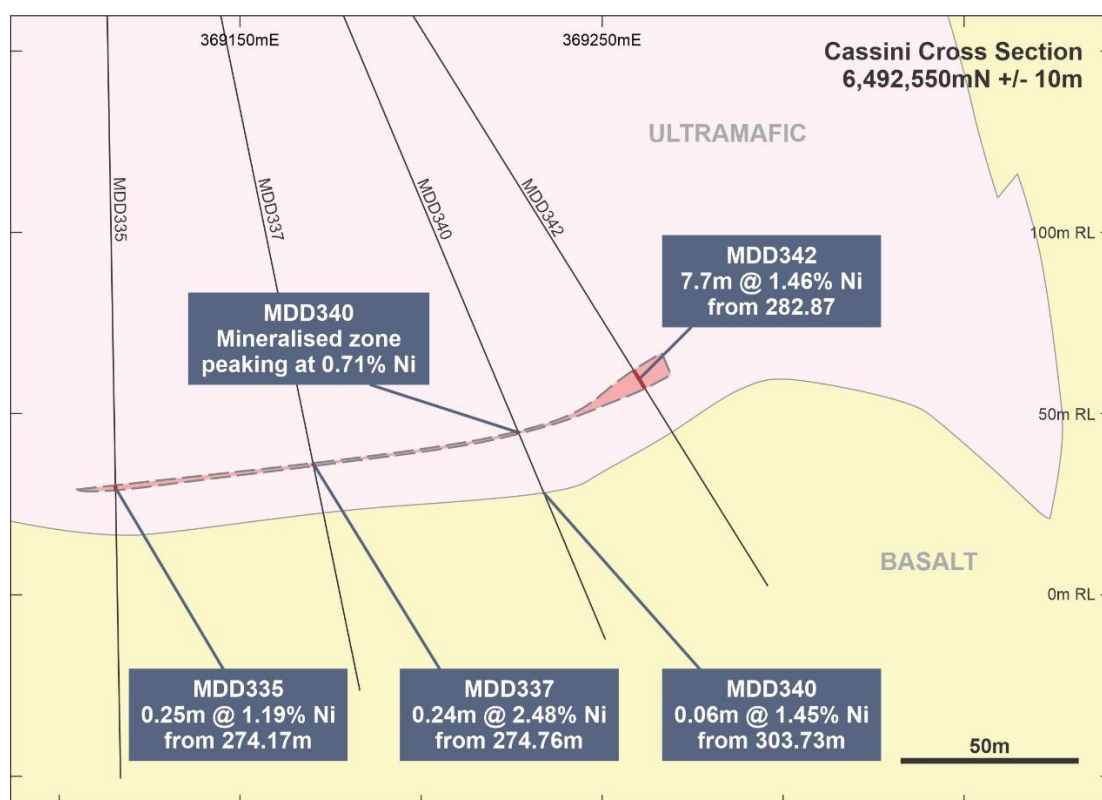 369150mE
369250mE
Cassini Cross Section
6,492,550mN +/- 10m
ULTRAMAFIC
MDD335
MDD337
MDD340
MDD342
100m RL
MDD342
7.7m @ 1.46% Ni
from 282.87
MDD340
Mineralised zone
peaking at 0.71% Ni
50m RL
BASALT
0m RL
MDD335
0.25m @ 1.19% Ni
from 274.17m
MDD337
0.24m @ 2.48% Ni
from 274.76m
MDD340
0.06m @ 1.45% Ni
from 303.73m
50m